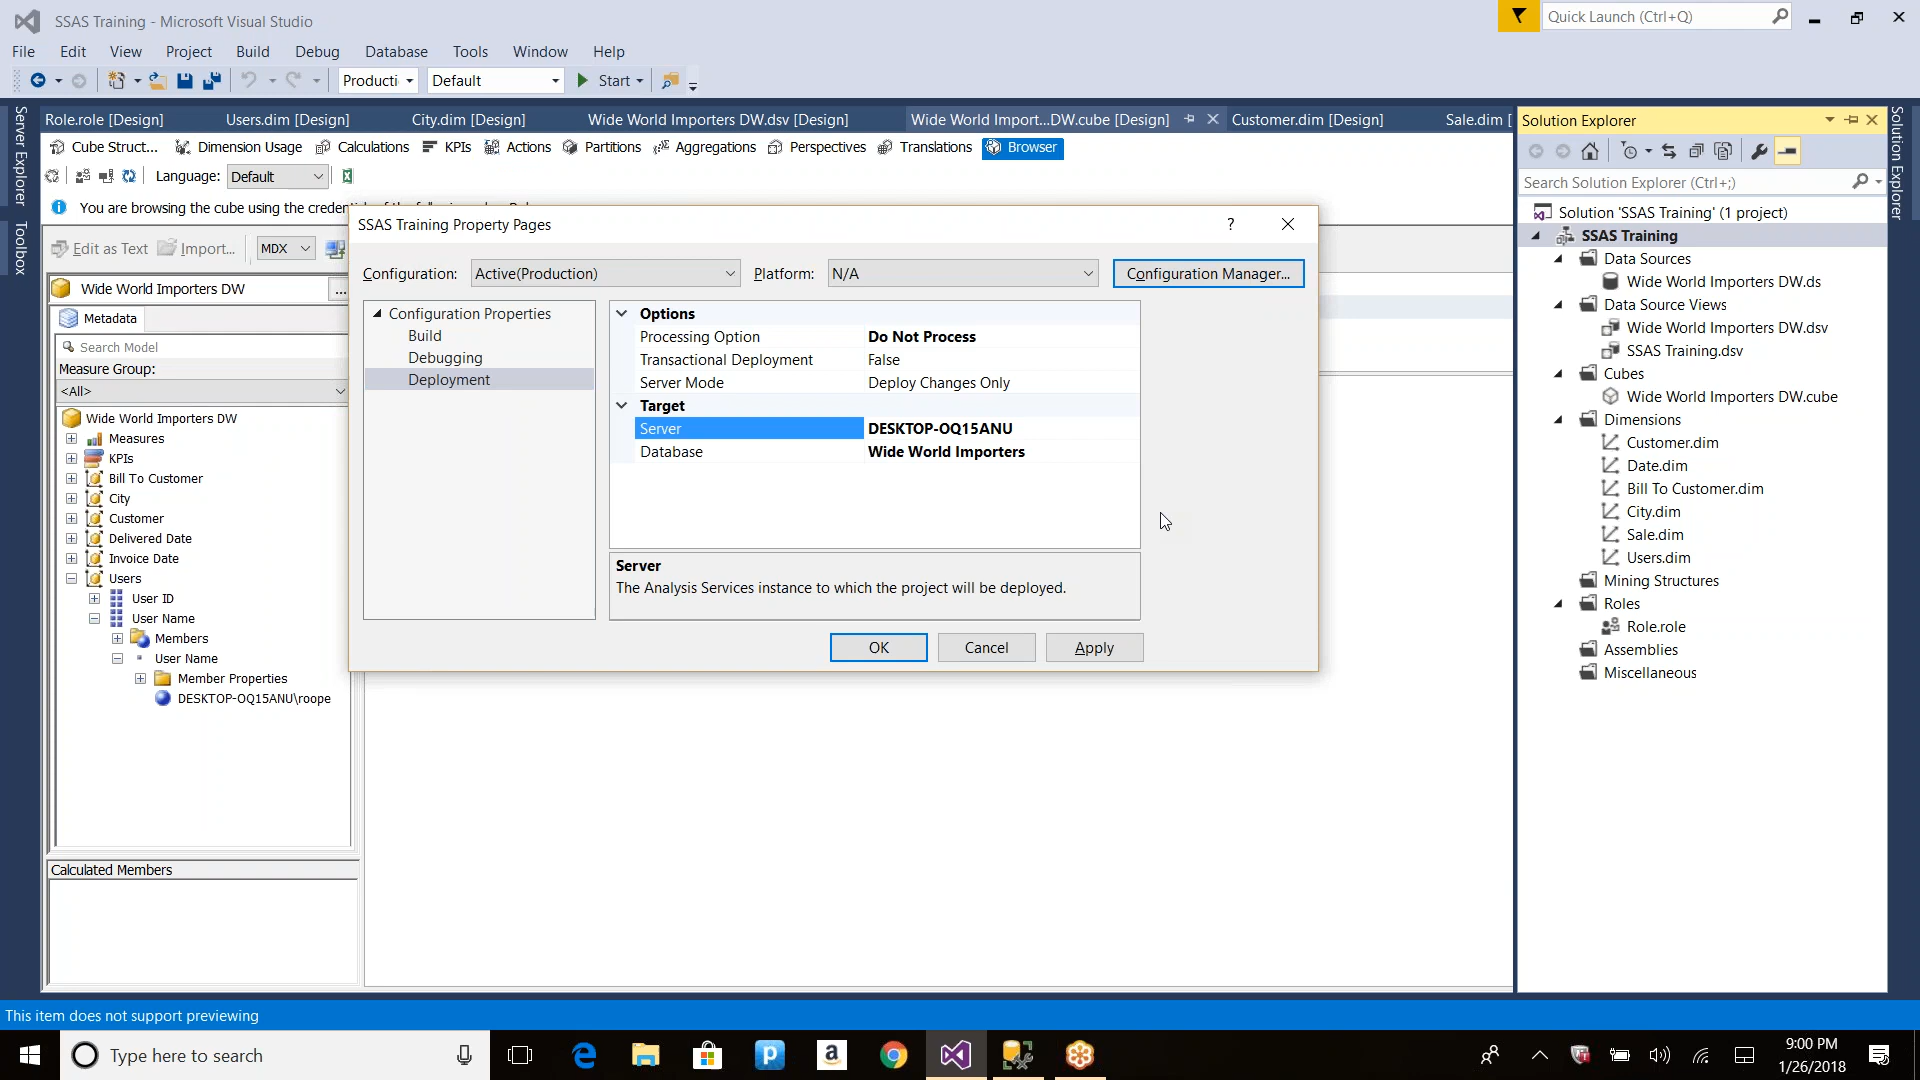 SSAS Training - Microsoft Visual Studio
Quick Launch (Ctrl+Q)
File Edit View Project Build Debug Database Tools Window Help
Producti Default Start
Server Explorer
Toolbox
Role.role [Design] Users.dim [Design] City.dim [Design] Wide World Importers DW.dsv [Design] Wide World Import...DW.cube [Design] Customer.dim [Design] Sale.dim [
Cube Struct... Dimension Usage Calculations KPIs Actions Partitions Aggregations Perspectives Translations Browser
Language: Default
You are browsing the cube using the
Edit as Text Import... MDX
Wide World Importers DW ...
Metadata
Search Model
Measure Group:
<All>
Wide World Importers DW
Measures
KPIs
Bill To Customer
City
Customer
Delivered Date
Invoice Date
Users
User ID
User Name
Members
User Name
Member Properties
DESKTOP-OQ15ANU\roope
Calculated Members
SSAS Training Property Pages
?
Configuration: Active(Production) Platform: N/A Configuration Manager...
Configuration Properties
Build
Debugging
Deployment
Options
Processing Option Do Not Process
Transactional Deployment False
Server Mode Deploy Changes Only
Target
Server DESKTOP-OQ15ANU
Database Wide World Importers
Server
The Analysis Services instance to which the project will be deployed.
OK Cancel Apply
Solution Explorer
Search Solution Explorer (Ctrl+;)
Solution 'SSAS Training' (1 project)
SSAS Training
Data Sources
Wide World Importers DW.ds
Data Source Views
Wide World Importers DW.dsv
SSAS Training.dsv
Cubes
Wide World Importers DW.cube
Dimensions
Customer.dim
Date.dim
Bill To Customer.dim
City.dim
Sale.dim
Users.dim
Mining Structures
Roles
Role.role
Assemblies
Miscellaneous
Solution Explorer
This item does not support previewing
Type here to search
9:00 PM
1/26/2018